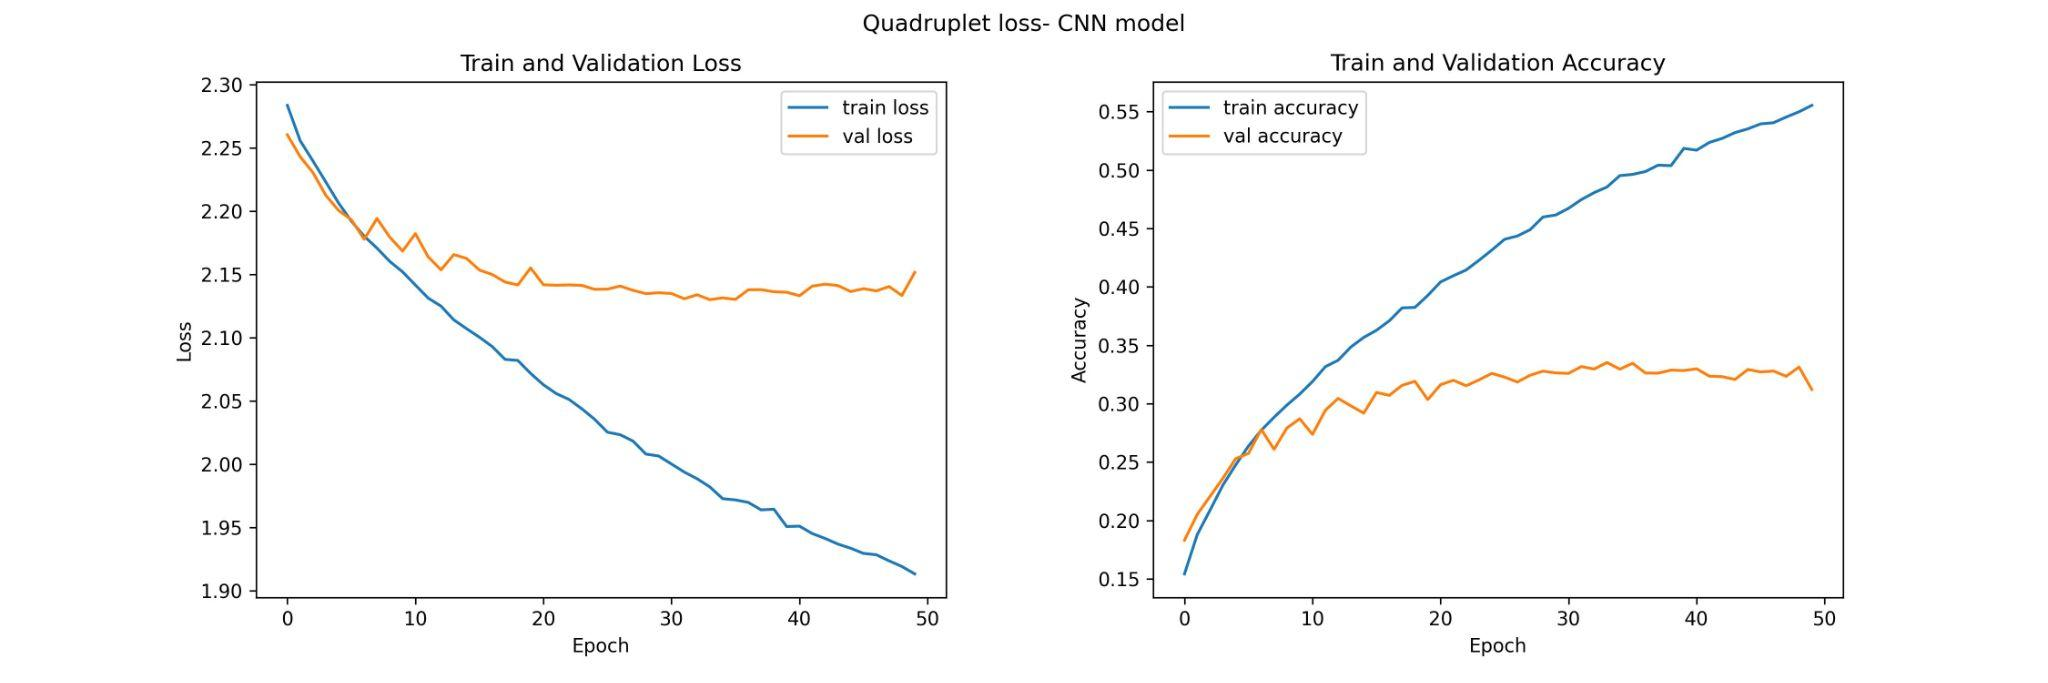 Quadruplet loss- CNN model
Train and Validation Loss
2.30
2.25
2.20
2.15
2.10
2.05
2.00
1.95
1.90
Loss
train loss
val loss
0 10 20 30 40 50
Epoch
Train and Validation Accuracy
0.55
0.50
0.45
0.40
0.35
0.30
0.25
0.20
0.15
Accuracy
train accuracy
val accuracy
0 10 20 30 40 50
Epoch